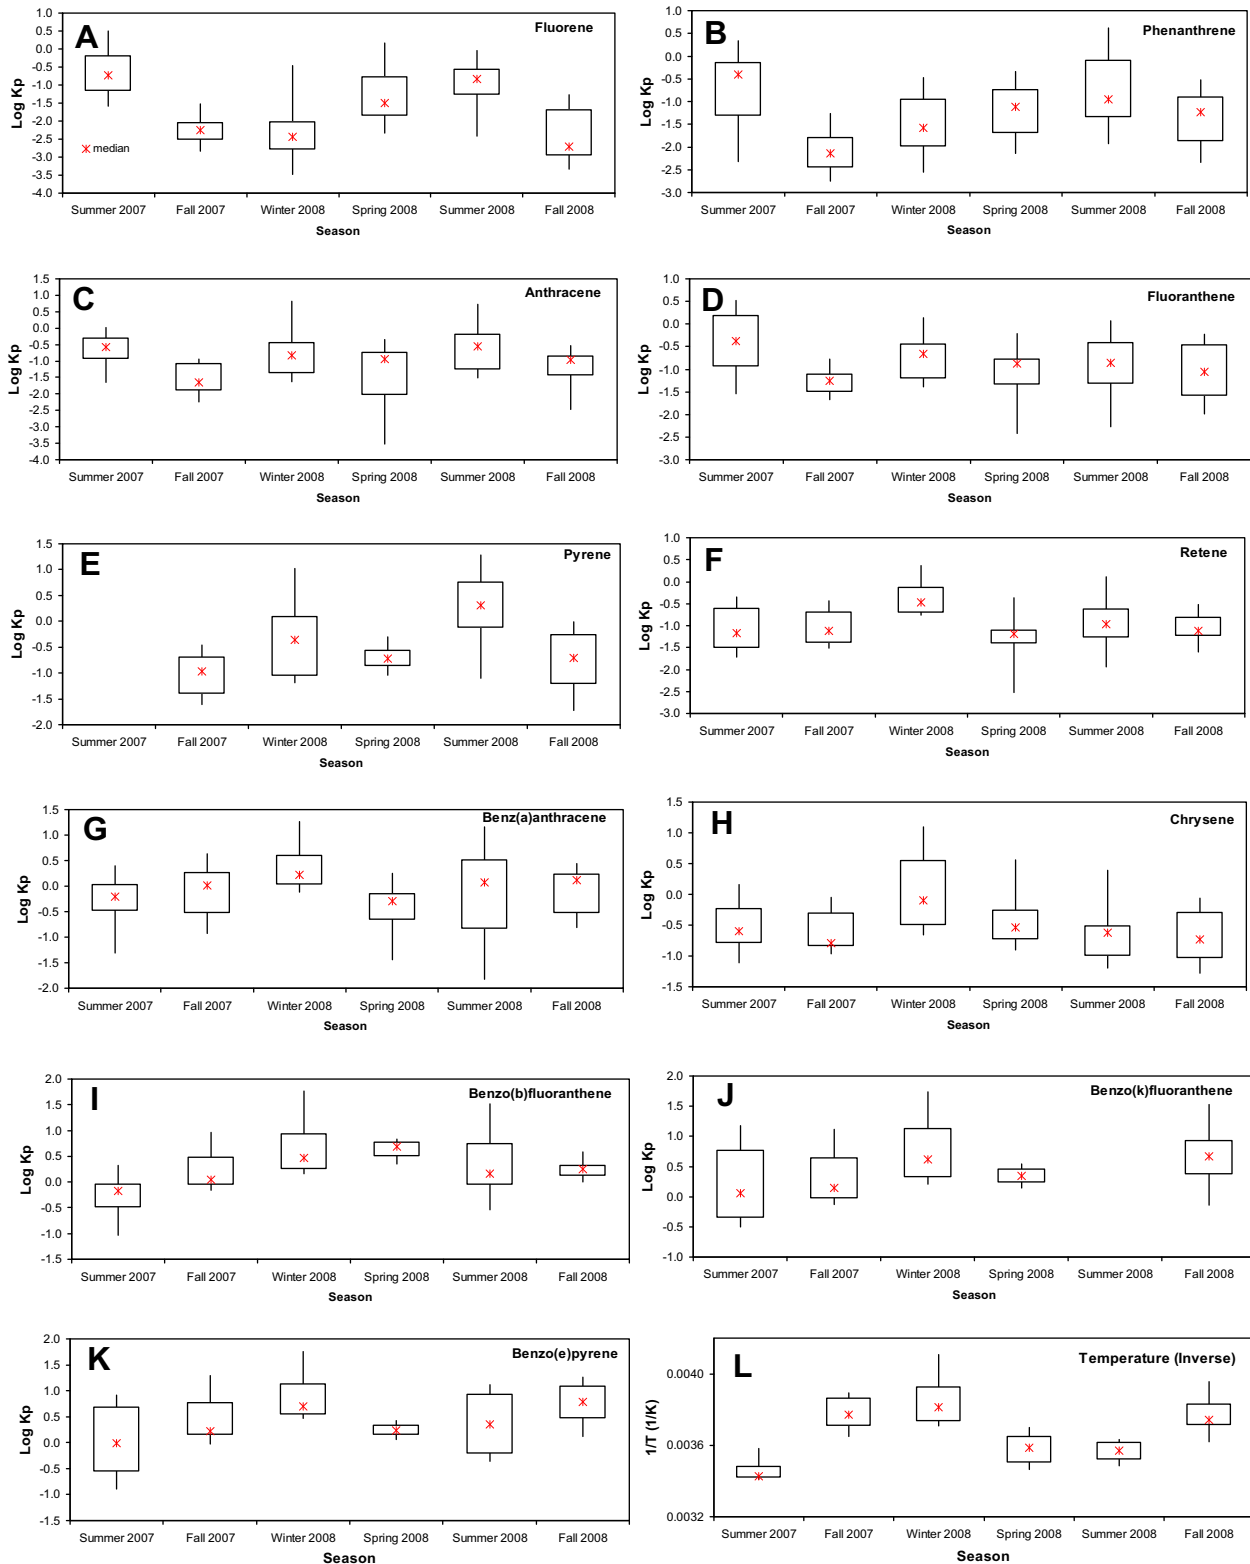 A
Fluorene
1.0
0.5
0.0
-0.5
-1.0
-1.5
-2.0
-2.5
-3.0
-3.5
-4.0
Log Kp
median
Summer 2007 Fall 2007 Winter 2008 Spring 2008 Summer 2008 Fall 2008
Season
B
Phenanthrene
1.0
0.5
0.0
-0.5
-1.0
-1.5
-2.0
-2.5
-3.0
Log Kp
Summer 2007 Fall 2007 Winter 2008 Spring 2008 Summer 2008 Fall 2008
Season
C
Anthracene
1.5
1.0
0.5
0.0
-0.5
-1.0
-1.5
-2.0
-2.5
-3.0
-3.5
-4.0
Log Kp
Summer 2007 Fall 2007 Winter 2008 Spring 2008 Summer 2008 Fall 2008
Season
D
Fluoranthene
1.0
0.5
0.0
-0.5
-1.0
-1.5
-2.0
-2.5
-3.0
Log Kp
Summer 2007 Fall 2007 Winter 2008 Spring 2008 Summer 2008 Fall 2008
Season
E
Pyrene
1.5
1.0
0.5
0.0
-0.5
-1.0
-1.5
-2.0
Log Kp
Summer 2007 Fall 2007 Winter 2008 Spring 2008 Summer 2008 Fall 2008
Season
F
Retene
1.0
0.5
0.0
-0.5
-1.0
-1.5
-2.0
-2.5
-3.0
Log Kp
Summer 2007 Fall 2007 Winter 2008 Spring 2008 Summer 2008 Fall 2008
Season
G
Benz(a)anthracene
1.5
1.0
0.5
0.0
-0.5
-1.0
-1.5
-2.0
Log Kp
Summer 2007 Fall 2007 Winter 2008 Spring 2008 Summer 2008 Fall 2008
Season
H
Chrysene
1.5
1.0
0.5
0.0
-0.5
-1.0
-1.5
Log Kp
Summer 2007 Fall 2007 Winter 2008 Spring 2008 Summer 2008 Fall 2008
Season
I
Benzo(b)fluoranthene
2.0
1.5
1.0
0.5
0.0
-0.5
-1.0
-1.5
Log Kp
Summer 2007 Fall 2007 Winter 2008 Spring 2008 Summer 2008 Fall 2008
Season
J
Benzo(k)fluoranthene
2.0
1.5
1.0
0.5
0.0
-0.5
-1.0
Log Kp
Summer 2007 Fall 2007 Winter 2008 Spring 2008 Summer 2008 Fall 2008
Season
K
Benzo(e)pyrene
2.0
1.5
1.0
0.5
0.0
-0.5
-1.0
-1.5
Log Kp
Summer 2007 Fall 2007 Winter 2008 Spring 2008 Summer 2008 Fall 2008
Season
L
Temperature (Inverse)
0.0040
0.0036
0.0032
1/T (1/K)
Summer 2007 Fall 2007 Winter 2008 Spring 2008 Summer 2008 Fall 2008
Season